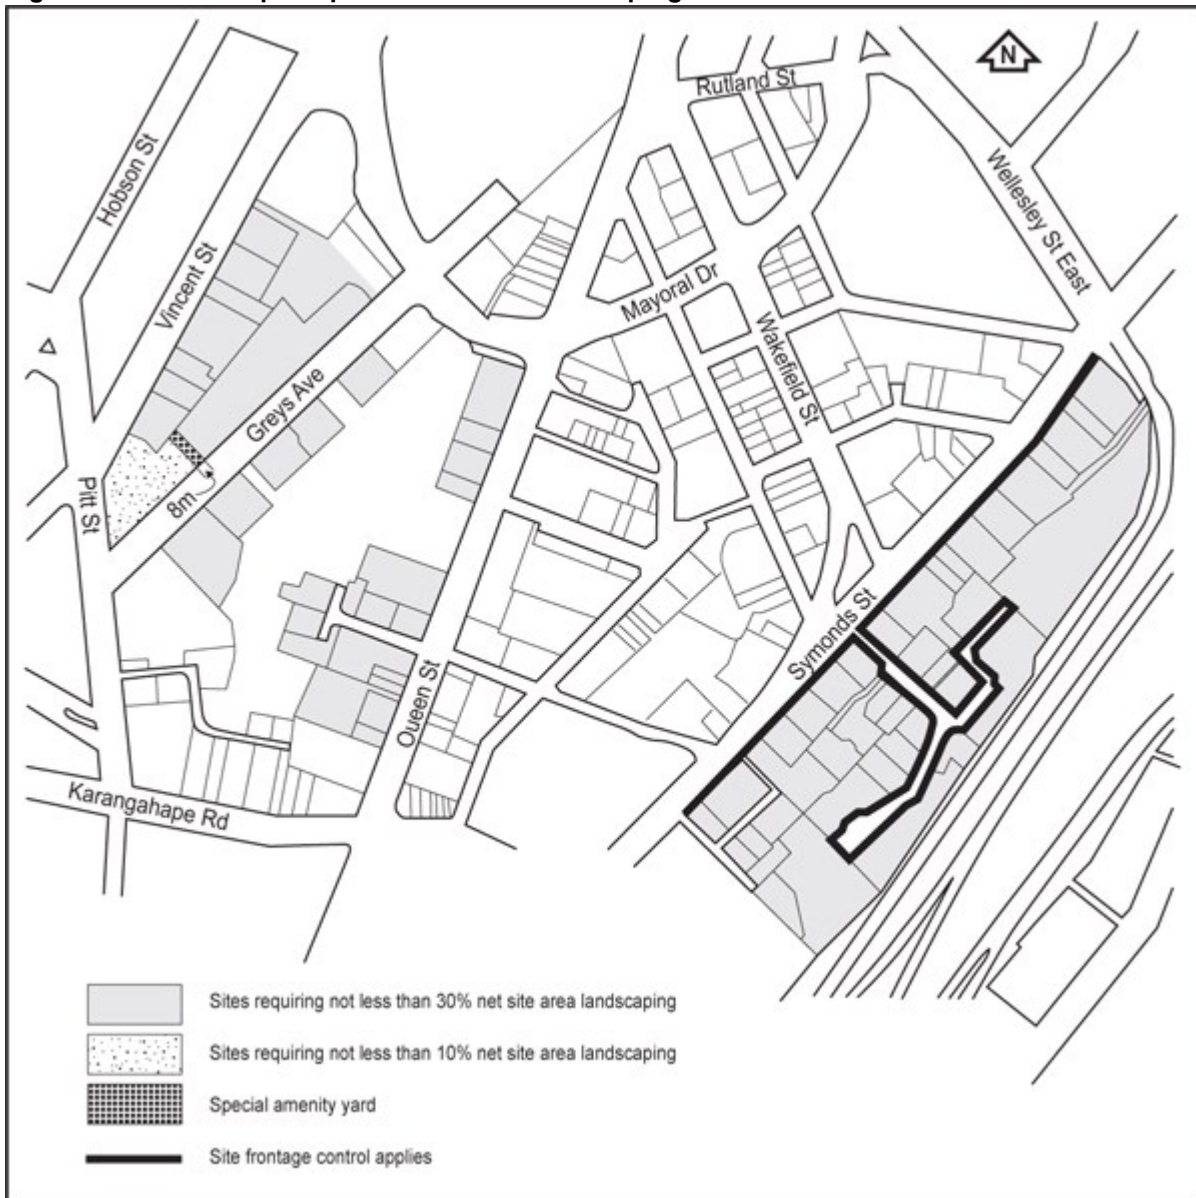 N
Rutland St
Hobson St
Wellesley St East
Vincent St
Mayoral Dr
Wakefield St
Greys Ave
8m
Pitt St
Symonds St
Queen St
Karangahape Rd
Sites requiring not less than 30% net site area landscaping
Sites requiring not less than 10% net site area landscaping
Special amenity yard
Site frontage control applies